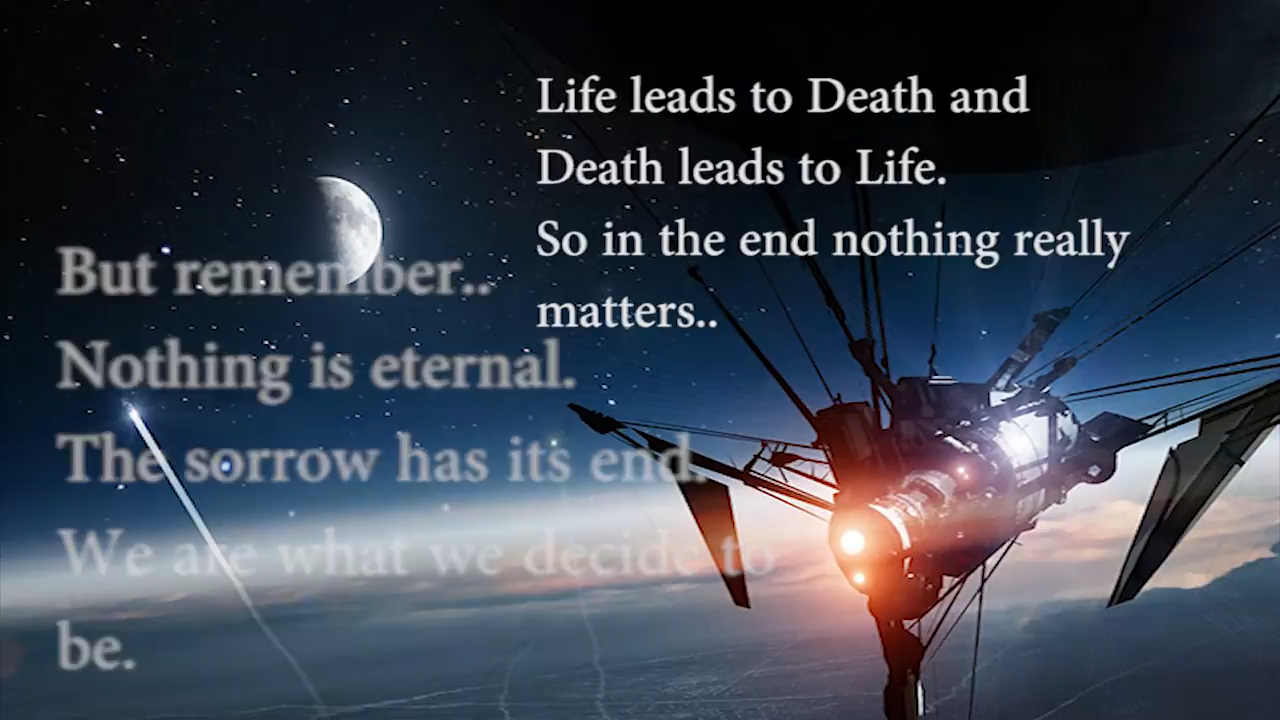 Life leads to Death and
Death leads to Life.
So in the end nothing really
matters..
But remember..
Nothing is eternal.
The sorrow has its end.
We are what we decide to
be.